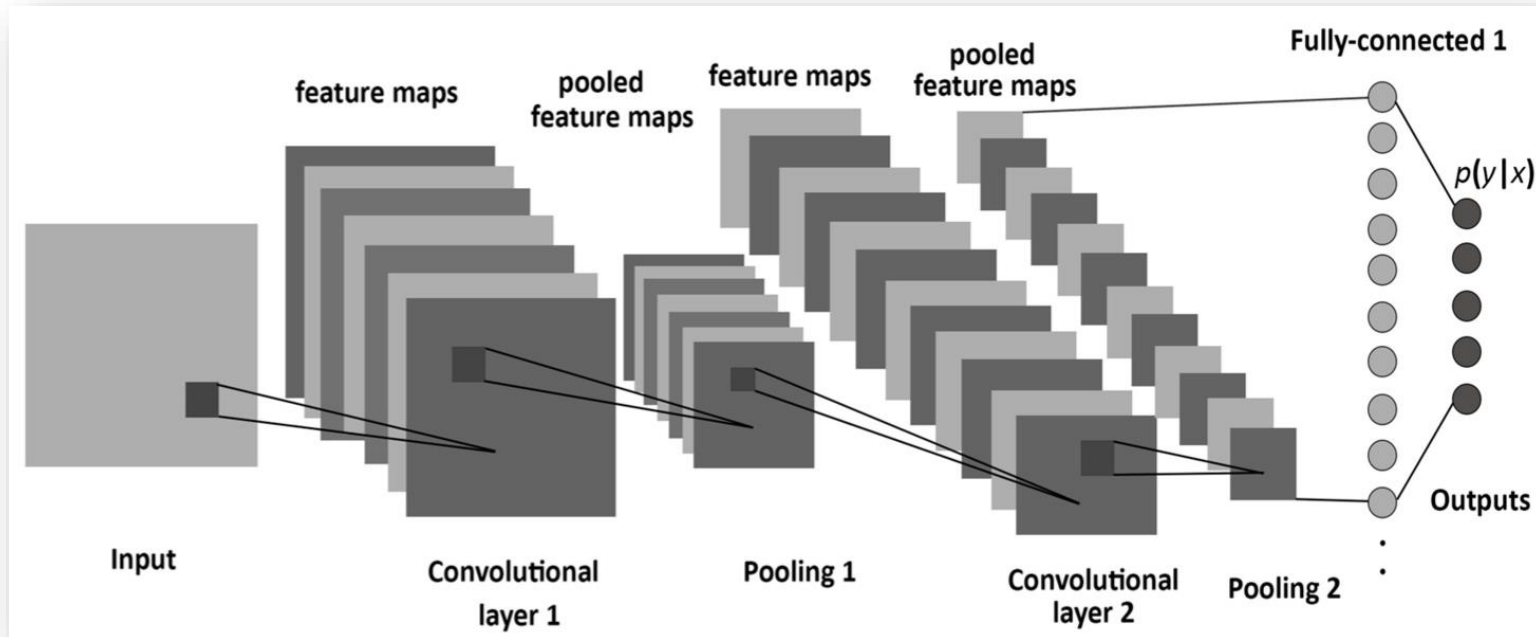 feature maps
pooled
feature maps
feature maps
pooled
feature maps
Fully-connected 1
p(y|x)
Outputs
Input
Convolutional
layer 1
Pooling 1
Convolutional
layer 2
Pooling 2